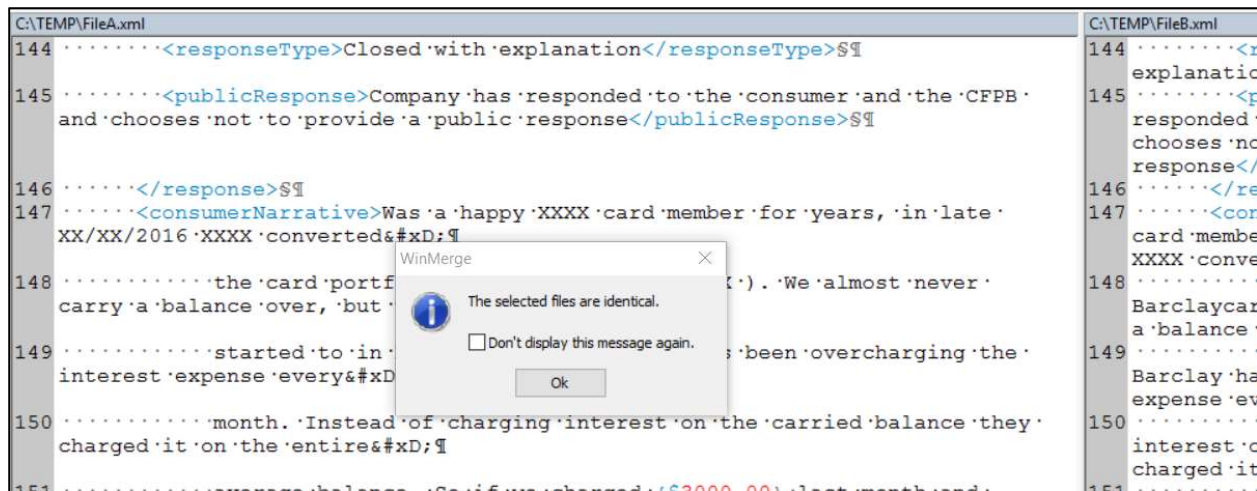 C:\TEMP\FileA.xml
144 ········<responseType>Closed·with·explanation</responseType>§¶
145 ········<publicResponse>Company·has·responded·to·the·consumer·and·the·CFPB·
and·chooses·not·to·provide·a·public·response</publicResponse>§¶
146 ······</response>§¶
147 ······<consumerNarrative>Was·a·happy·XXXX·card·member·for·years,·in·late·
XX/XX/2016·XXXX·converted&#xD;¶
148 ············the·card·portf ·).·We·almost·never·
carry·a·balance·over,·but·
149 ············started·to·in ·been·overcharging·the·
interest·expense·every&#xD
150 ············month.·Instead·of·charging·interest·on·the·carried·balance·they·
charged·it·on·the·entire&#xD;¶
WinMerge
The selected files are identical.
Don't display this message again.
Ok
C:\TEMP\FileB.xml
144 ········<r
explanatio
145 ········<p
responded·
chooses·no
response</
146 ······</re
147 ······<con
card·membe
XXXX·conve
148 ··········
Barclaycar
a·balance·
149 ··········
Barclay·ha
expense·ev
150 ··········
interest·c
charged·it